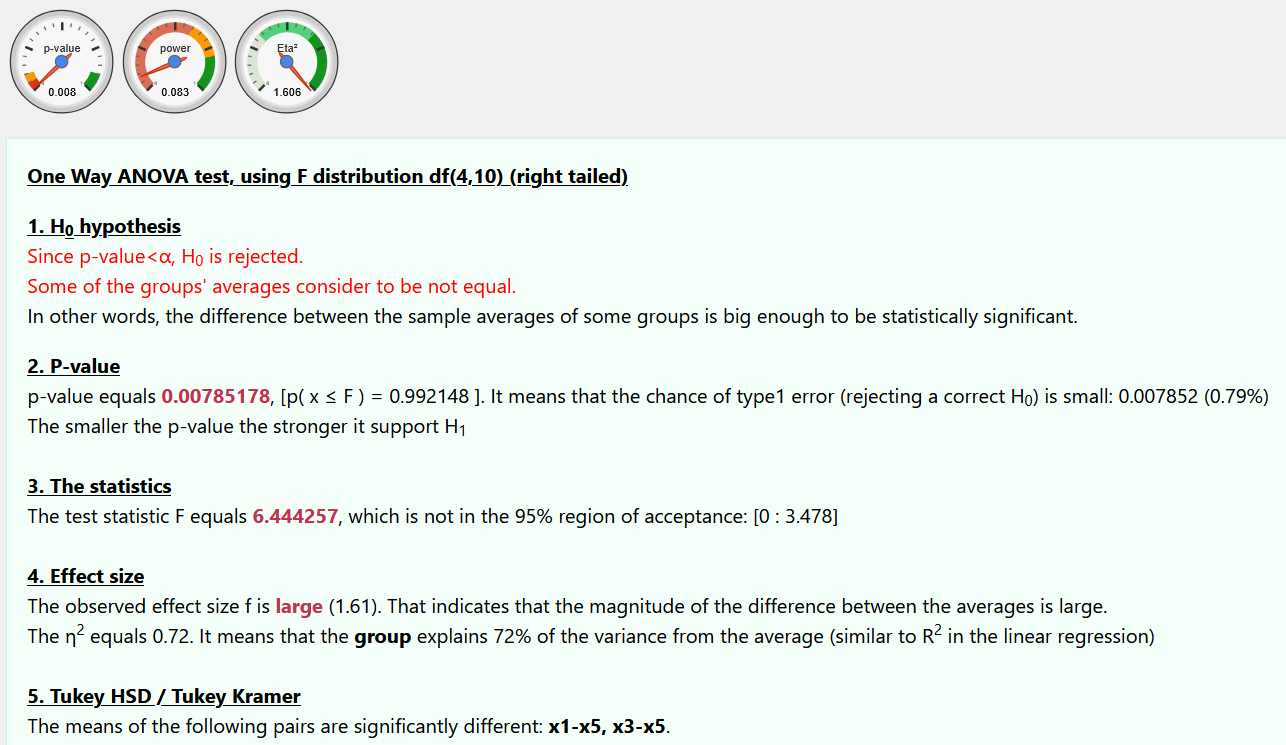 p-value power Eta²
0.008 0.083 1.606
One Way ANOVA test, using F distribution df(4,10) (right tailed)
1. H₀ hypothesis
Since p-value<α, H₀ is rejected.
Some of the groups' averages consider to be not equal.
In other words, the difference between the sample averages of some groups is big enough to be statistically significant.
2. P-value
p-value equals 0.00785178, [p( x ≤ F ) = 0.992148 ]. It means that the chance of type1 error (rejecting a correct H₀) is small: 0.007852 (0.79%)
The smaller the p-value the stronger it support H₁
3. The statistics
The test statistic F equals 6.444257, which is not in the 95% region of acceptance: [0 : 3.478]
4. Effect size
The observed effect size f is large (1.61). That indicates that the magnitude of the difference between the averages is large.
The η² equals 0.72. It means that the group explains 72% of the variance from the average (similar to R² in the linear regression)
5. Tukey HSD / Tukey Kramer
The means of the following pairs are significantly different: x1-x5, x3-x5.